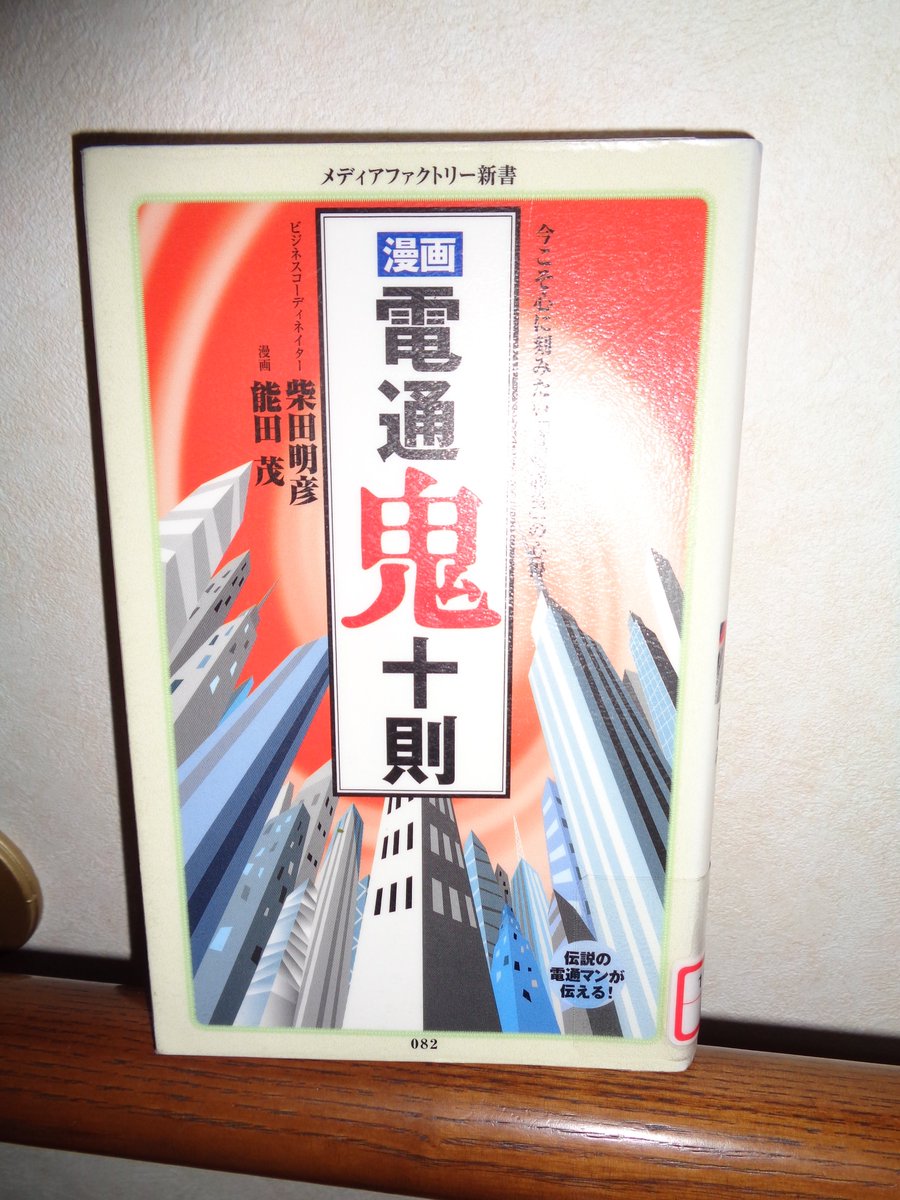 メディアファクトリー新書
今こそ心に刻みたい
の心得
漫画
電通鬼十則
ビジネスコーディネイター
柴田明彦
漫画
能田 茂
伝説の
電通マンが
伝える!
082